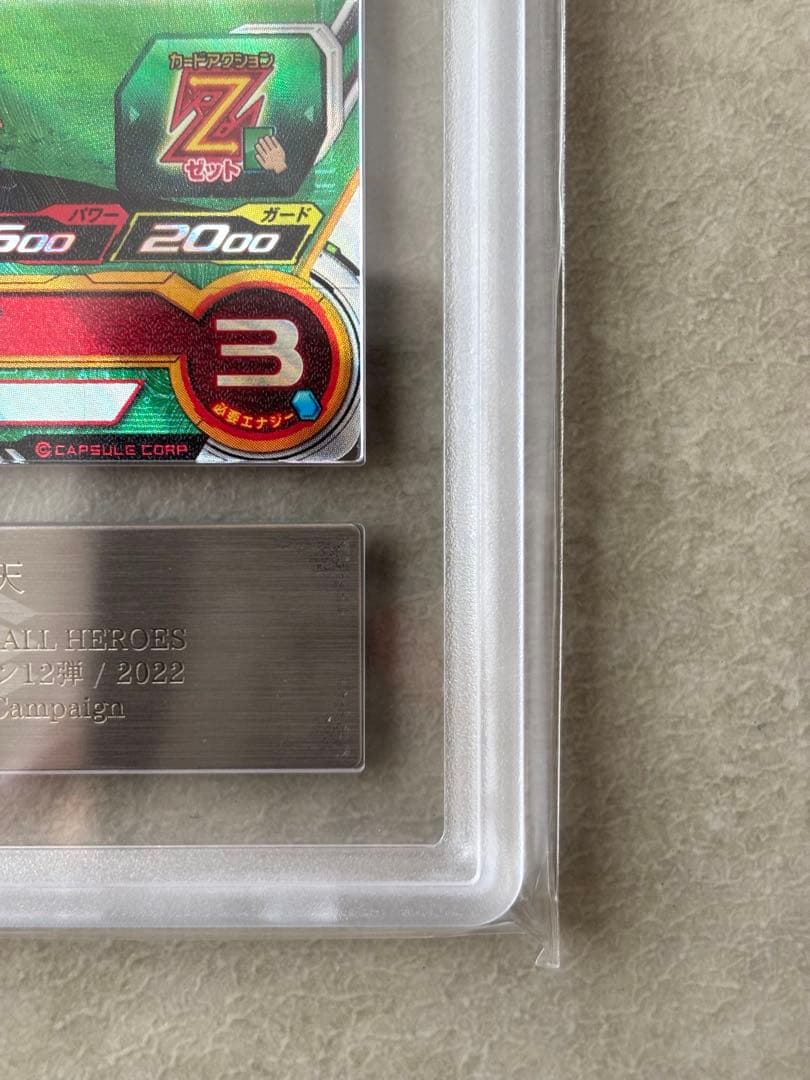 カードアクション
Z
ゼット
パワー ガード
600 2000
3
必要エナジー
CAPSULE CORP.
天
ALL HEROES
ン12弾 / 2022
Campaign